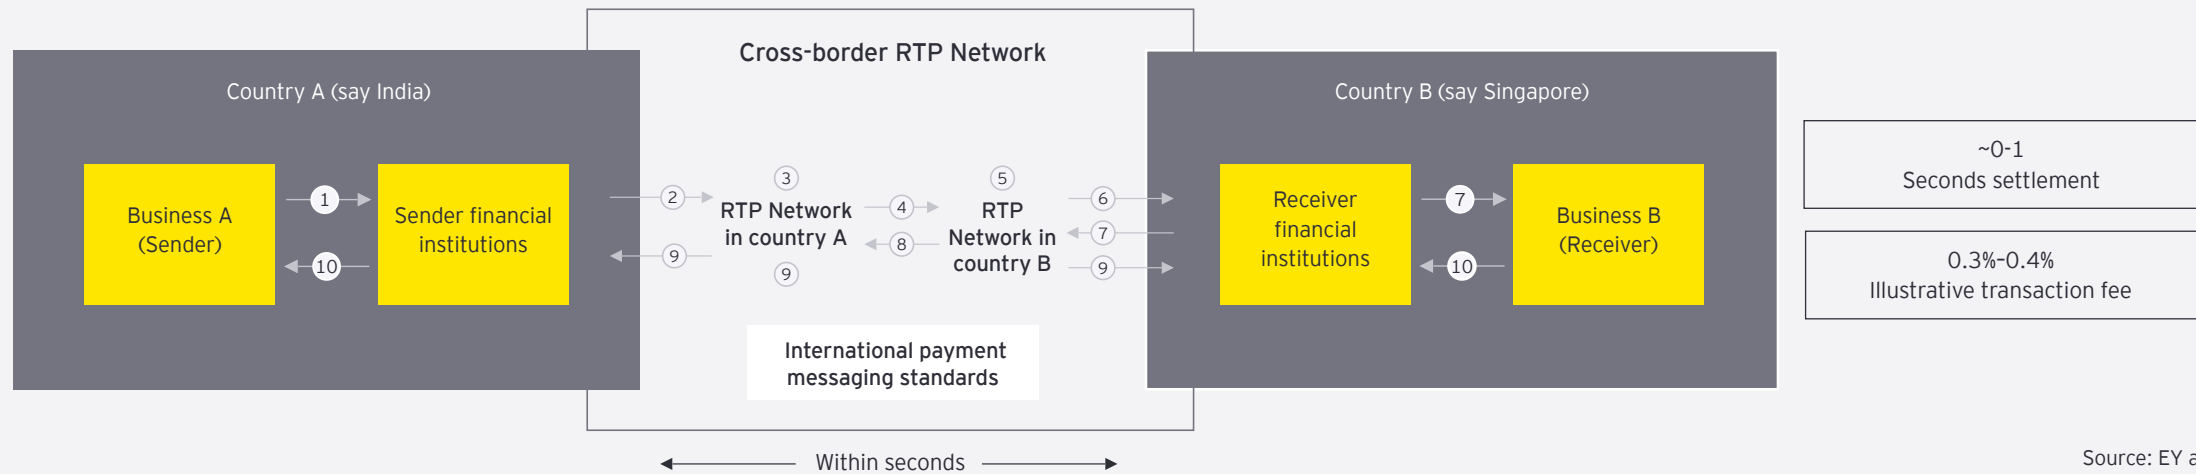 Cross-border RTP Network
Country A (say India)
Business A
(Sender)
1
10
Sender financial
institutions
2
9
3
RTP Network
in country A
9
4
8
5
RTP
Network in
country B
6
7
9
International payment
messaging standards
Within seconds
Country B (say Singapore)
Receiver
financial
institutions
7
10
Business B
(Receiver)
~0-1
Seconds settlement
0.3%-0.4%
Illustrative transaction fee
Source: EY a